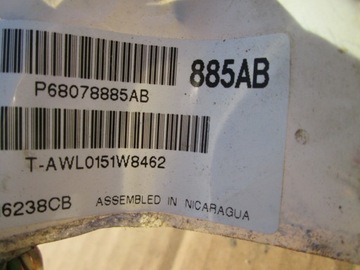 885AB
P68078885AB
T-AWL0151W8462
6238CB ASSEMBLED IN NICARAGUA